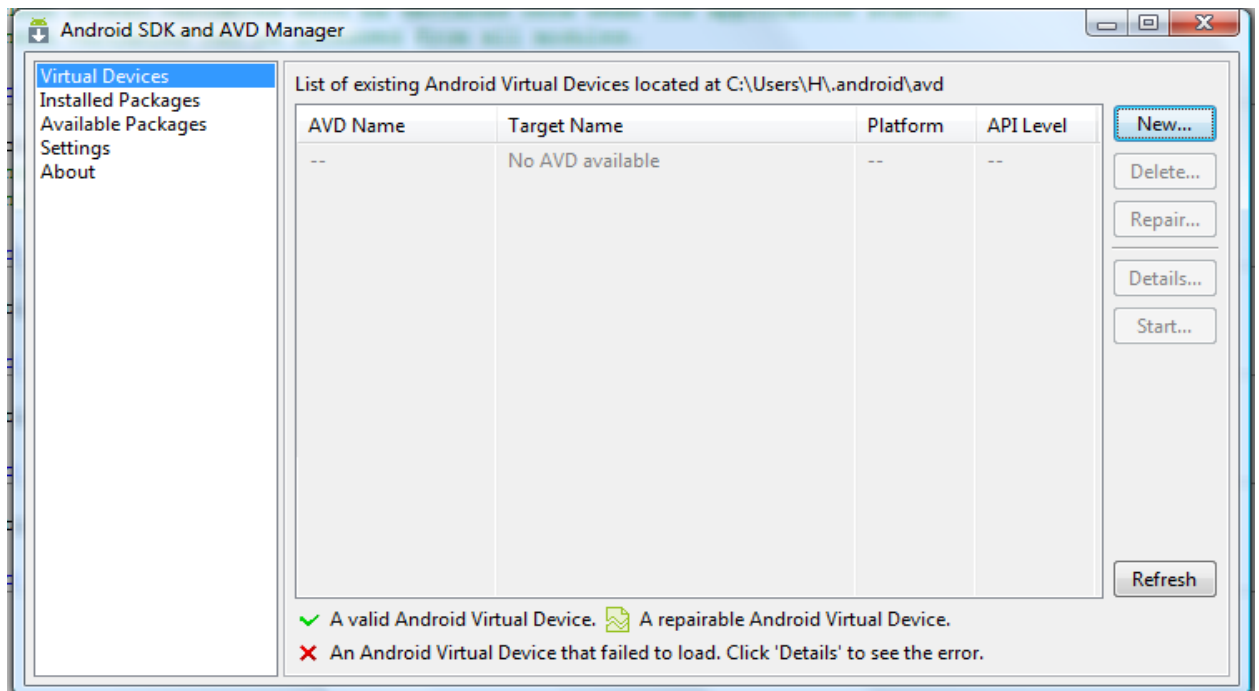 Android SDK and AVD Manager
Virtual Devices
Installed Packages
Available Packages
Settings
About
List of existing Android Virtual Devices located at C:\Users\H\.android\avd
AVD Name Target Name Platform API Level
-- No AVD available -- --
New...
Delete...
Repair...
Details...
Start...
Refresh
A valid Android Virtual Device. A repairable Android Virtual Device.
An Android Virtual Device that failed to load. Click 'Details' to see the error.